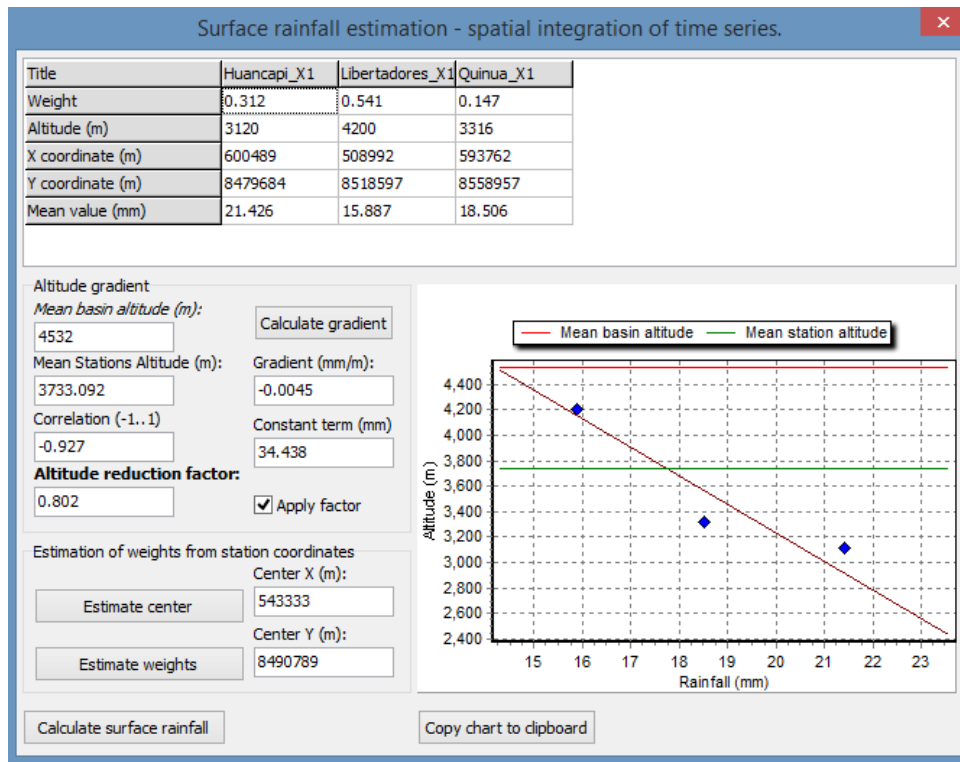 Surface rainfall estimation - spatial integration of time series.
Title Huancapi_X1 Libertadores_X1 Quinua_X1
Weight 0.312 0.541 0.147
Altitude (m) 3120 4200 3316
X coordinate (m) 600489 508992 593762
Y coordinate (m) 8479684 8518597 8558957
Mean value (mm) 21.426 15.887 18.506
Altitude gradient
Mean basin altitude (m):
4532
Calculate gradient
Mean Stations Altitude (m):
3733.092
Gradient (mm/m):
-0.0045
Correlation (-1..1)
-0.927
Constant term (mm)
34.438
Altitude reduction factor:
0.802
Apply factor
Estimation of weights from station coordinates
Estimate center
Center X (m):
543333
Estimate weights
Center Y (m):
8490789
Mean basin altitude Mean station altitude
Altitude (m)
4,400
4,200
4,000
3,800
3,600
3,400
3,200
3,000
2,800
2,600
2,400
15 16 17 18 19 20 21 22 23
Rainfall (mm)
Calculate surface rainfall
Copy chart to clipboard